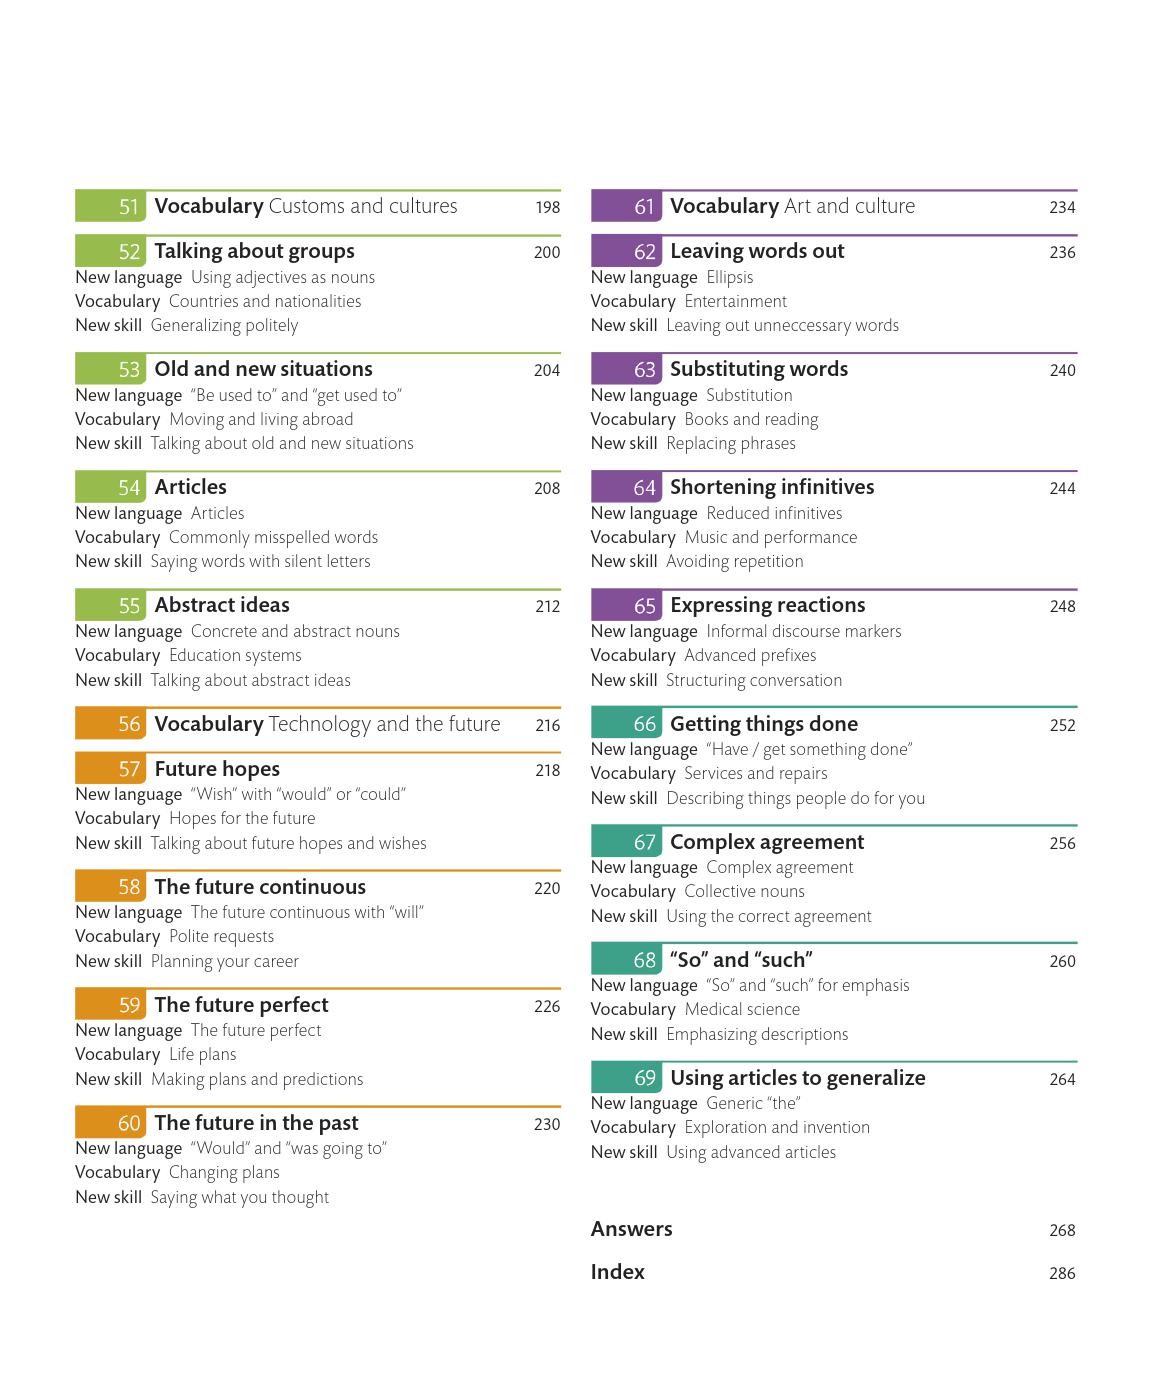 51 Vocabulary Customs and cultures 198
52 Talking about groups 200
New language Using adjectives as nouns
Vocabulary Countries and nationalities
New skill Generalizing politely
53 Old and new situations 204
New language “Be used to” and “get used to”
Vocabulary Moving and living abroad
New skill Talking about old and new situations
54 Articles 208
New language Articles
Vocabulary Commonly misspelled words
New skill Saying words with silent letters
55 Abstract ideas 212
New language Concrete and abstract nouns
Vocabulary Education systems
New skill Talking about abstract ideas
56 Vocabulary Technology and the future 216
57 Future hopes 218
New language “Wish” with “would” or “could”
Vocabulary Hopes for the future
New skill Talking about future hopes and wishes
58 The future continuous 220
New language The future continuous with “will”
Vocabulary Polite requests
New skill Planning your career
59 The future perfect 226
New language The future perfect
Vocabulary Life plans
New skill Making plans and predictions
60 The future in the past 230
New language “Would” and “was going to”
Vocabulary Changing plans
New skill Saying what you thought
61 Vocabulary Art and culture 234
62 Leaving words out 236
New language Ellipsis
Vocabulary Entertainment
New skill Leaving out unneccessary words
63 Substituting words 240
New language Substitution
Vocabulary Books and reading
New skill Replacing phrases
64 Shortening infinitives 244
New language Reduced infinitives
Vocabulary Music and performance
New skill Avoiding repetition
65 Expressing reactions 248
New language Informal discourse markers
Vocabulary Advanced prefixes
New skill Structuring conversation
66 Getting things done 252
New language “Have / get something done”
Vocabulary Services and repairs
New skill Describing things people do for you
67 Complex agreement 256
New language Complex agreement
Vocabulary Collective nouns
New skill Using the correct agreement
68 “So” and “such” 260
New language “So” and “such” for emphasis
Vocabulary Medical science
New skill Emphasizing descriptions
69 Using articles to generalize 264
New language Generic “the”
Vocabulary Exploration and invention
New skill Using advanced articles
Answers 268
Index 286